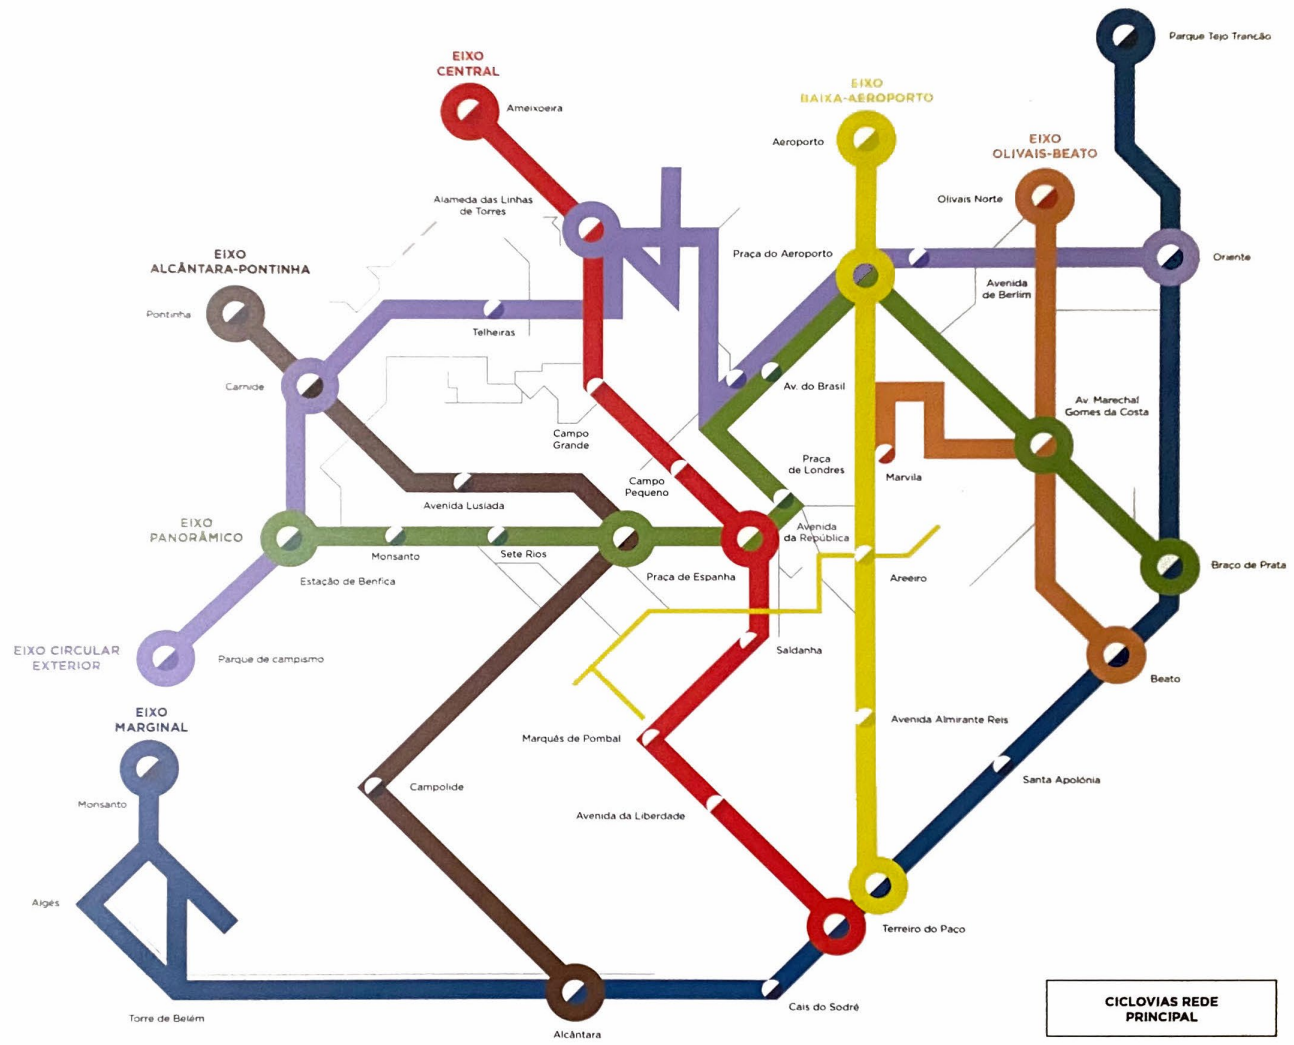 Parque Tejo Trancão
EIXO
CENTRAL
Ameixoeira
EIXO
BAIXA-AEROPORTO
Aeroporto
EIXO
OLIVAIS-BEATO
Olivais Norte
Alameda das Linhas
de Torres
EIXO
ALCÂNTARA-PONTINHA
Praça do Aeroporto
Oriente
Avenida
de Berlim
Pontinha
Telheiras
Carnide
Av. do Brasil
Av. Marechal
Gomes da Costa
Campo
Grande
Praça
de Londres
Marvila
Campo
Pequeno
Avenida Lusíada
EIXO
PANORÂMICO
Avenida
da República
Monsanto
Sete Rios
Estação de Benfica
Praça de Espanha
Areeiro
Braço de Prata
EIXO CIRCULAR
EXTERIOR
Parque de campismo
Saldanha
Beato
EIXO
MARGINAL
Avenida Almirante Reis
Marquês de Pombal
Santa Apolónia
Monsanto
Campolide
Avenida da Liberdade
Algés
Terreiro do Paço
Torre de Belém
Cais do Sodré
Alcântara
CICLOVIAS REDE
PRINCIPAL